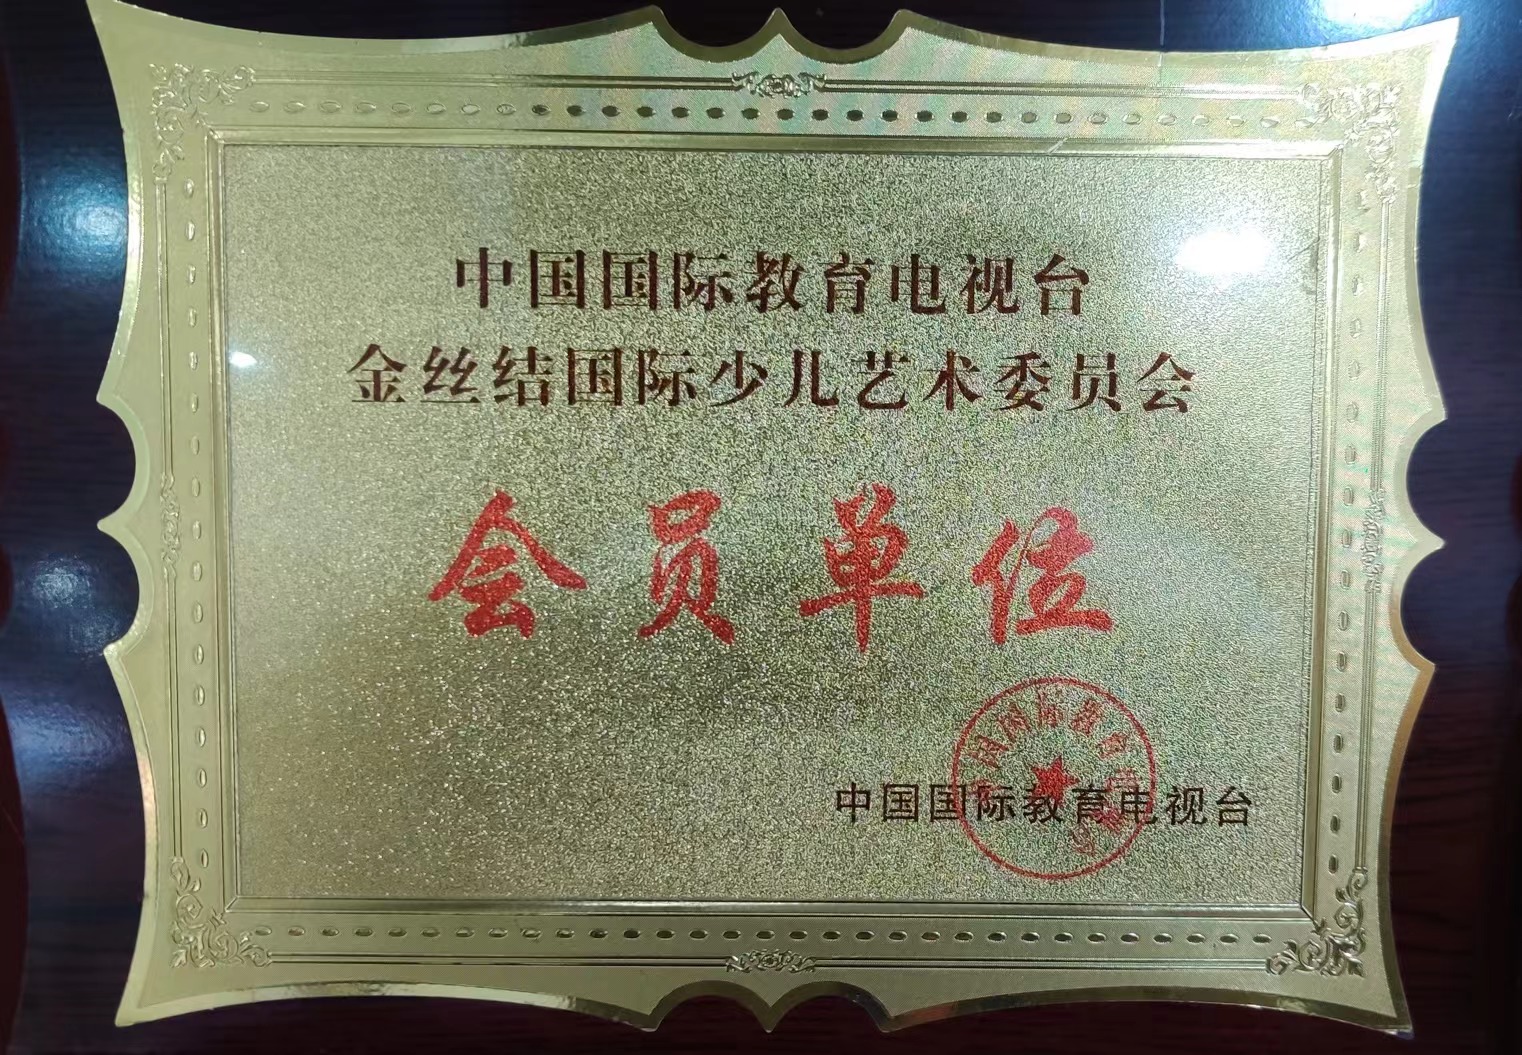 中国国际教育电视台
金丝结国际少儿艺术委员会
会员单位
中国国际教育电视台